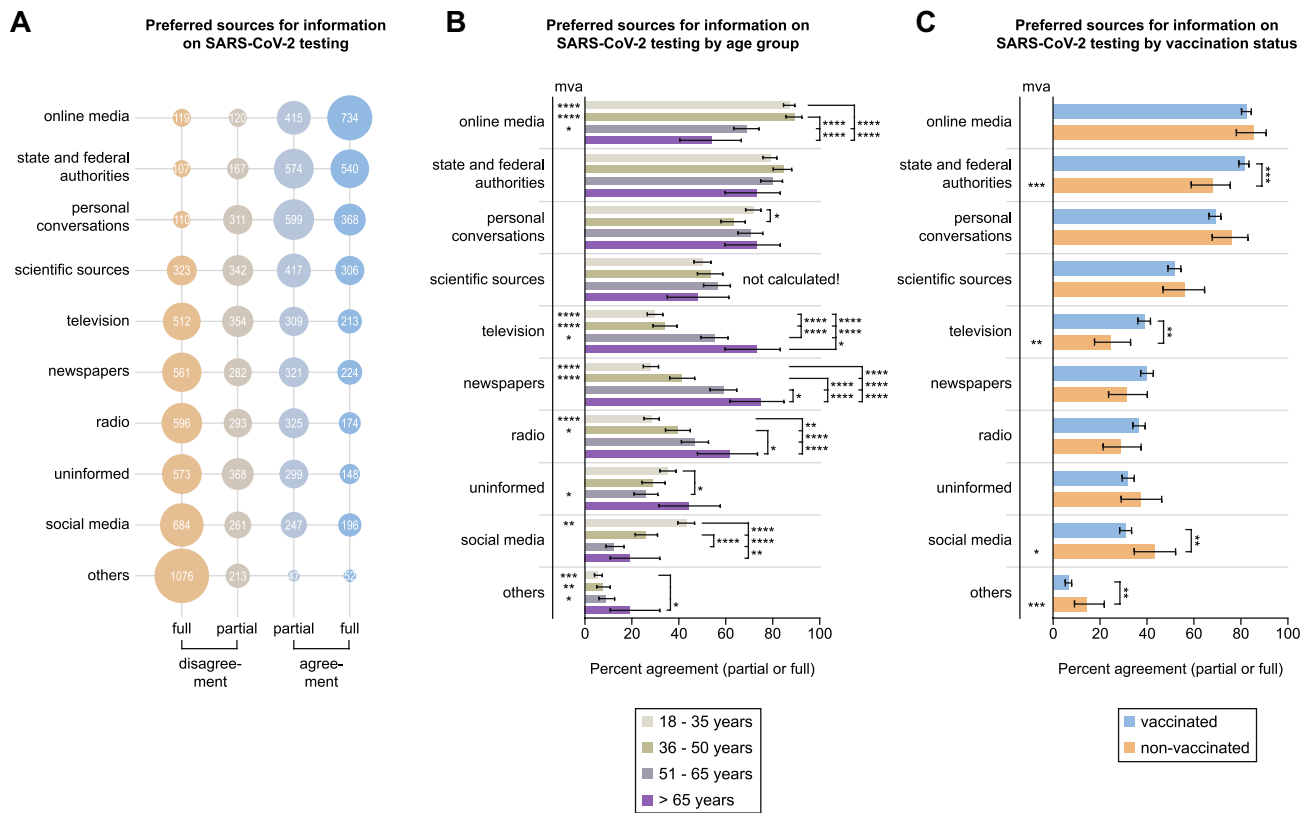 A
Preferred sources for information
on SARS-CoV-2 testing
online media
119 120 415 734
state and federal
authorities
107 167 574 540
personal
conversations
110 311 599 368
scientific sources
323 342 417 306
television
512 354 309 213
newspapers
561 282 321 224
radio
596 293 325 174
uninformed
573 368 299 148
social media
684 261 247 196
others
1076 213 47 52
full partial partial full
disagree-
ment
agree-
ment
B
Preferred sources for information on
SARS-CoV-2 testing by age group
mva
online media
****
****
*
****
****
****
****
state and federal
authorities
personal
conversations
*
scientific sources
not calculated!
television
****
****
*
****
****
****
****
*
newspapers
****
****
*
****
****
****
****
****
radio
****
*
*
**
****
****
uninformed
*
*
social media
**
****
****
****
**
others
***
**
*
*
0 20 40 60 80 100
Percent agreement (partial or full)
18 - 35 years
36 - 50 years
51 - 65 years
> 65 years
C
Preferred sources for information on
SARS-CoV-2 testing by vaccination status
mva
online media
state and federal
authorities
***
***
personal
conversations
scientific sources
television
**
**
newspapers
radio
uninformed
social media
*
**
others
***
**
0 20 40 60 80 100
Percent agreement (partial or full)
vaccinated
non-vaccinated